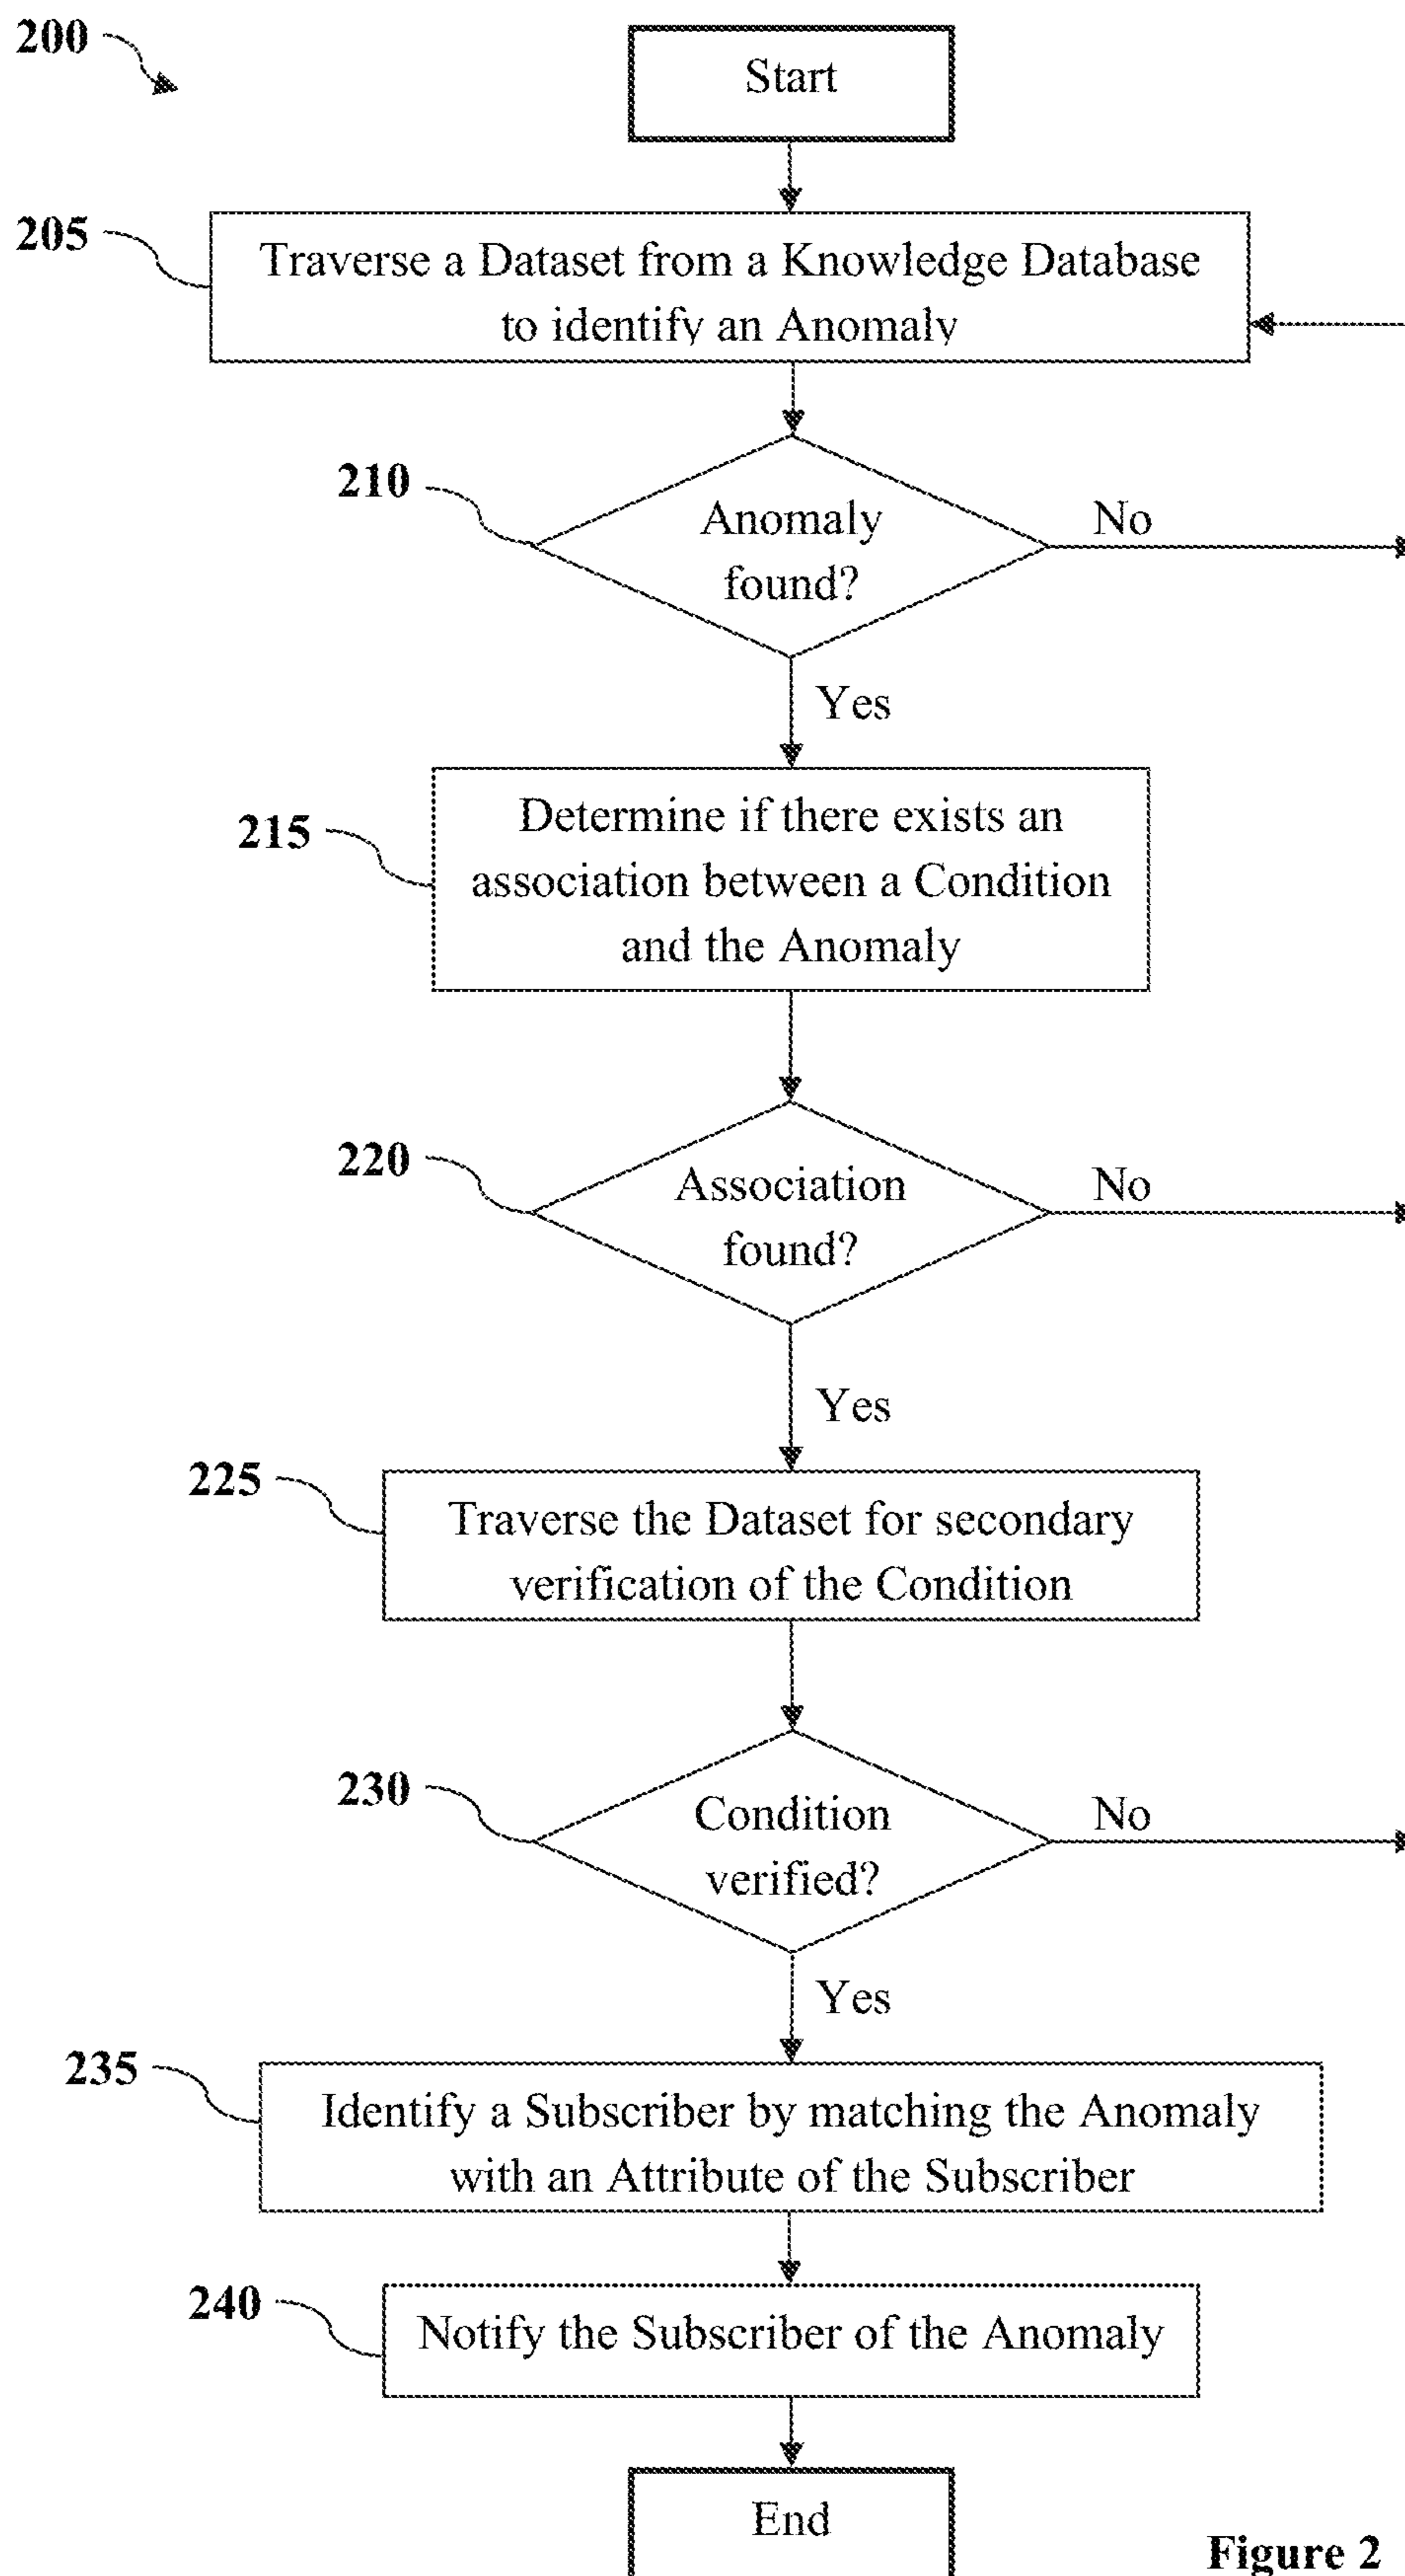 200
Start
205
Traverse a Dataset from a Knowledge Database
to identify an Anomaly
210
Anomaly
found?
No
Yes
215
Determine if there exists an
association between a Condition
and the Anomaly
220
Association
found?
No
Yes
225
Traverse the Dataset for secondary
verification of the Condition
230
Condition
verified?
No
Yes
235
Identify a Subscriber by matching the Anomaly
with an Attribute of the Subscriber
240
Notify the Subscriber of the Anomaly
End
Figure 2